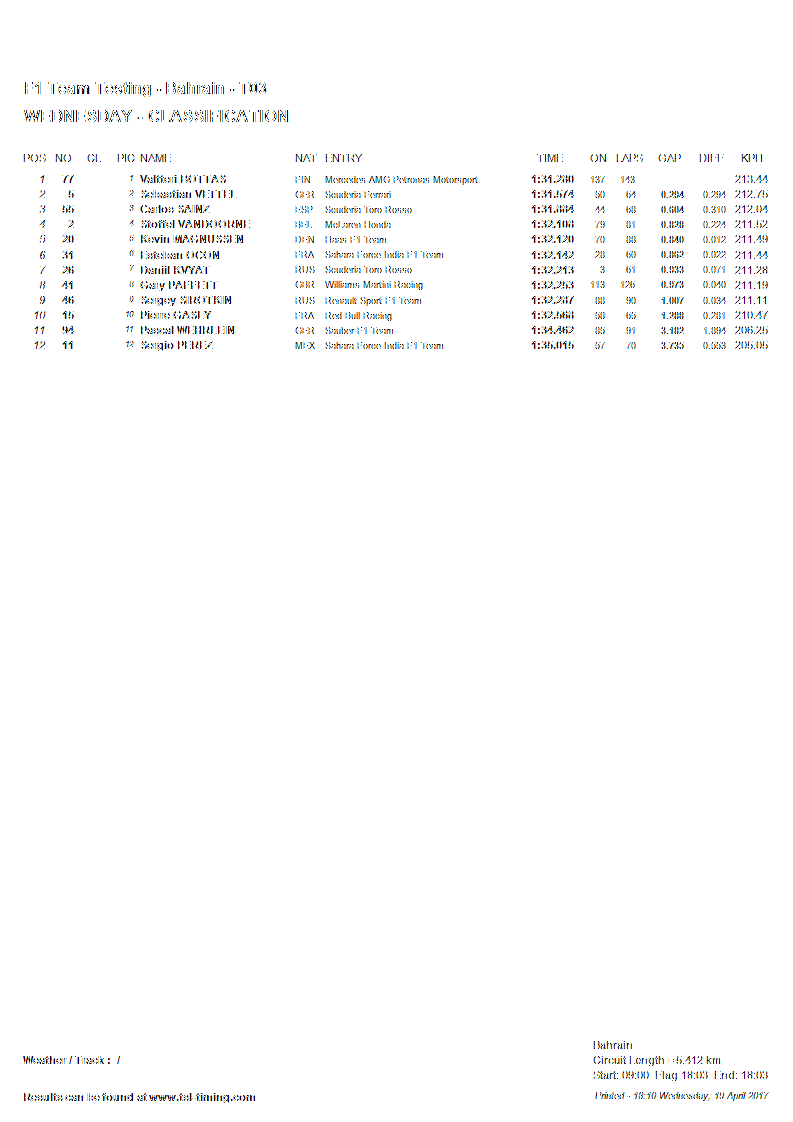 F1 Team Testing - Bahrain - T03
WEDNESDAY - CLASSIFICATION
POS NO CL PIC NAME NAT ENTRY TIME ON LAPS GAP DIFF KPH
1 77 1 Valtteri BOTTAS FIN Mercedes AMG Petronas Motorsport 1:31.280 137 143 213.44
2 5 2 Sebastian VETTEL GER Scuderia Ferrari 1:31.574 50 64 0.294 0.294 212.75
3 55 3 Carlos SAINZ ESP Scuderia Toro Rosso 1:31.884 44 68 0.604 0.310 212.04
4 2 4 Stoffel VANDOORNE BEL McLaren Honda 1:32.108 79 81 0.828 0.224 211.52
5 20 5 Kevin MAGNUSSEN DEN Haas F1 Team 1:32.120 70 88 0.840 0.012 211.49
6 31 6 Esteban OCON FRA Sahara Force India F1 Team 1:32.142 28 60 0.862 0.022 211.44
7 26 7 Daniil KVYAT RUS Scuderia Toro Rosso 1:32.213 3 61 0.933 0.071 211.28
8 41 8 Gary PAFFETT GBR Williams Martini Racing 1:32.253 113 126 0.973 0.040 211.19
9 46 9 Sergey SIROTKIN RUS Renault Sport F1 Team 1:32.287 88 90 1.007 0.034 211.11
10 15 10 Pierre GASLY FRA Red Bull Racing 1:32.568 58 65 1.288 0.281 210.47
11 94 11 Pascal WEHRLEIN GER Sauber F1 Team 1:34.462 85 91 3.182 1.894 206.25
12 11 12 Sergio PEREZ MEX Sahara Force India F1 Team 1:35.015 57 70 3.735 0.553 205.05
Bahrain
Weather / Track : / Circuit Length = 5.412 km
Start: 09:00 Flag 18:03 End: 18:03
Results can be found at www.tsl-timing.com Printed - 18:10 Wednesday, 19 April 2017